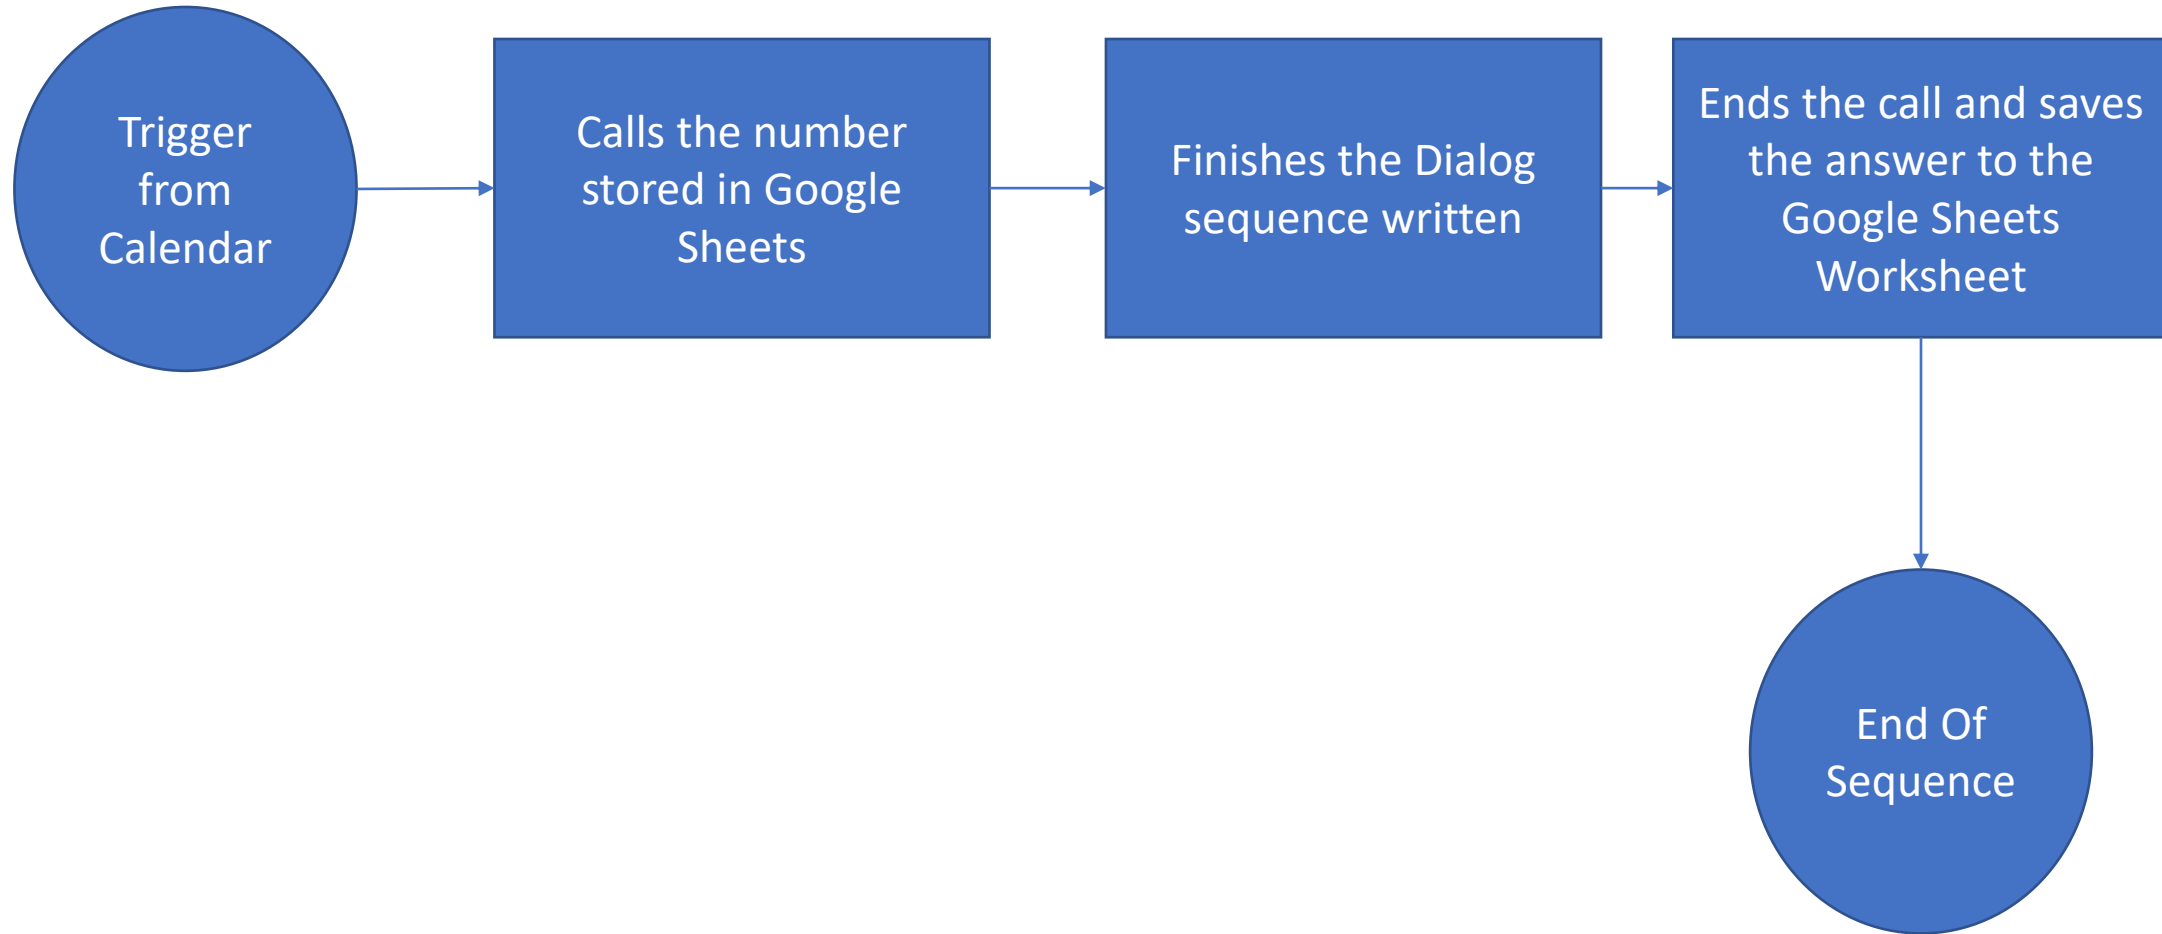 Trigger
from
Calendar
Calls the number
stored in Google
Sheets
Finishes the Dialog
sequence written
Ends the call and saves
the answer to the
Google Sheets
Worksheet
End Of
Sequence